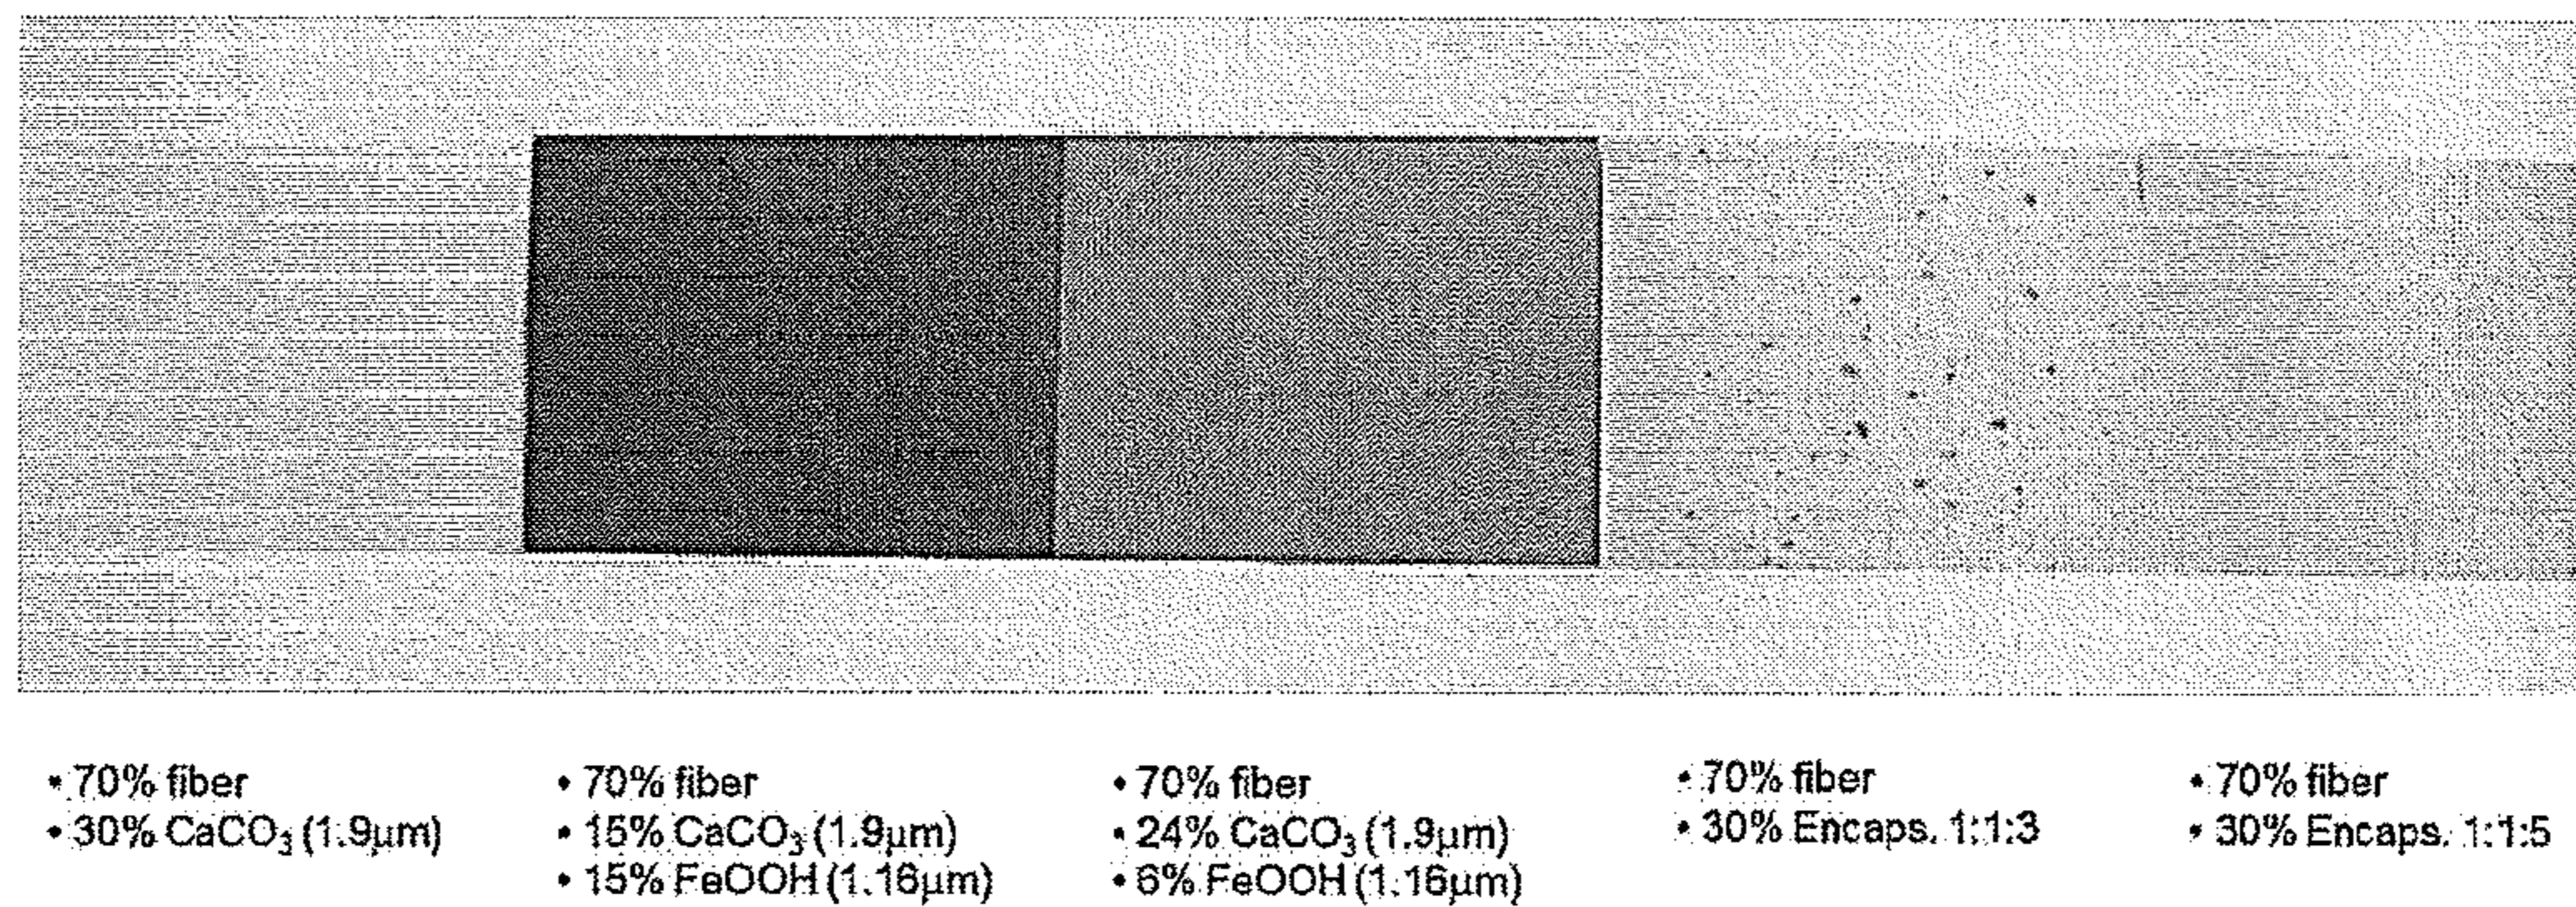 • 70% fiber
• 30% CaCO₃ (1.9µm)
• 70% fiber
• 15% CaCO₃ (1.9µm)
• 15% FeOOH (1.16µm)
• 70% fiber
• 24% CaCO₃ (1.9µm)
• 6% FeOOH (1.16µm)
• 70% fiber
• 30% Encaps. 1:1:3
• 70% fiber
• 30% Encaps. 1:1:5